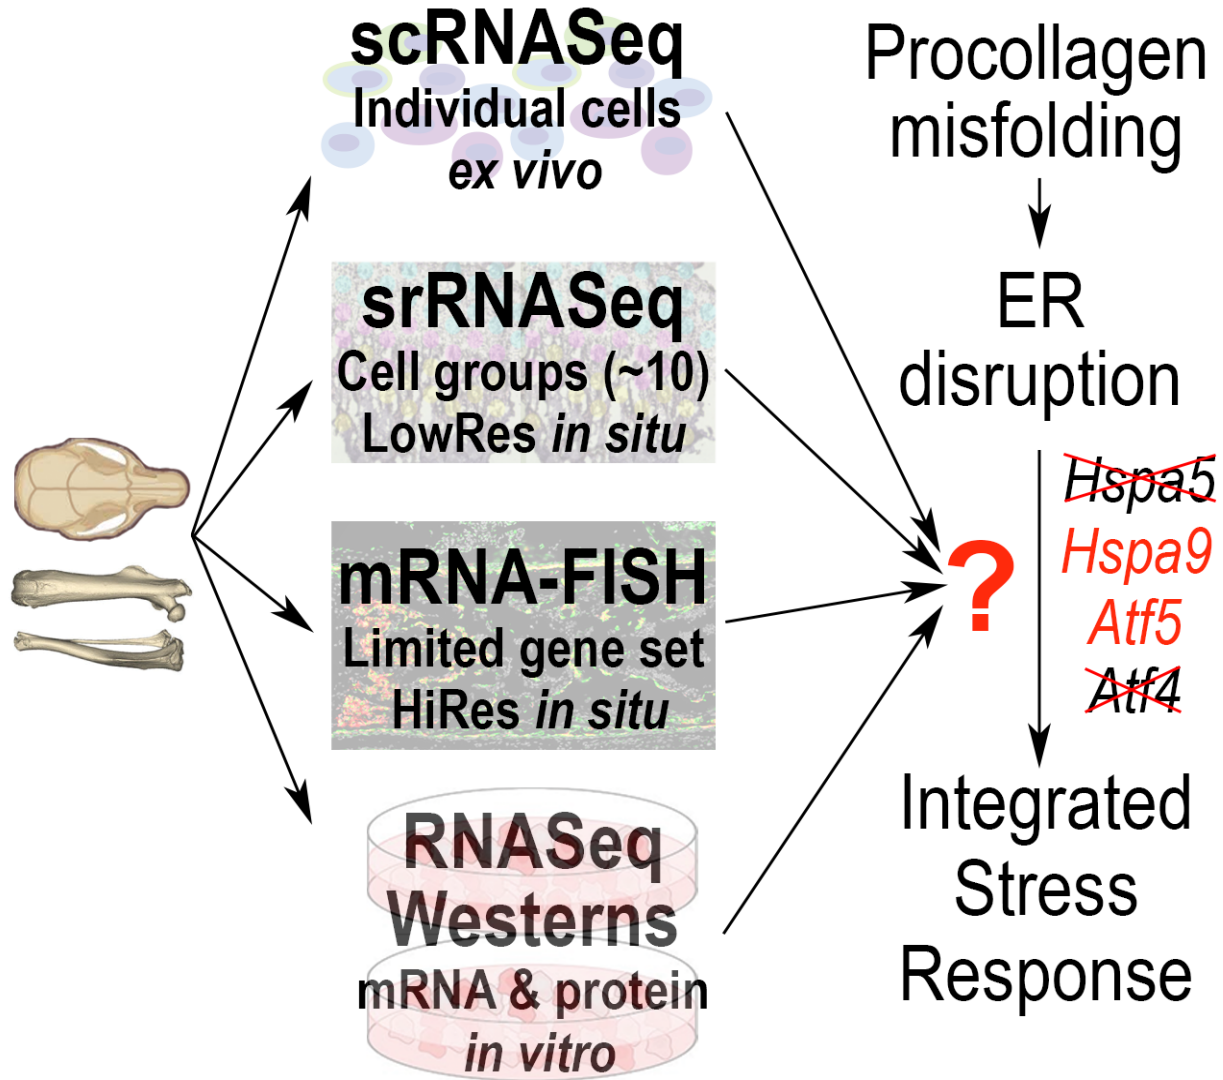 scRNASeq
Individual cells
ex vivo
srRNASeq
Cell groups (~10)
LowRes in situ
mRNA-FISH
Limited gene set
HiRes in situ
RNASeq
Westerns
mRNA & protein
in vitro
?
Procollagen
misfolding
ER
disruption
Hspa5
Hspa9
Atf5
Atf4
Integrated
Stress
Response